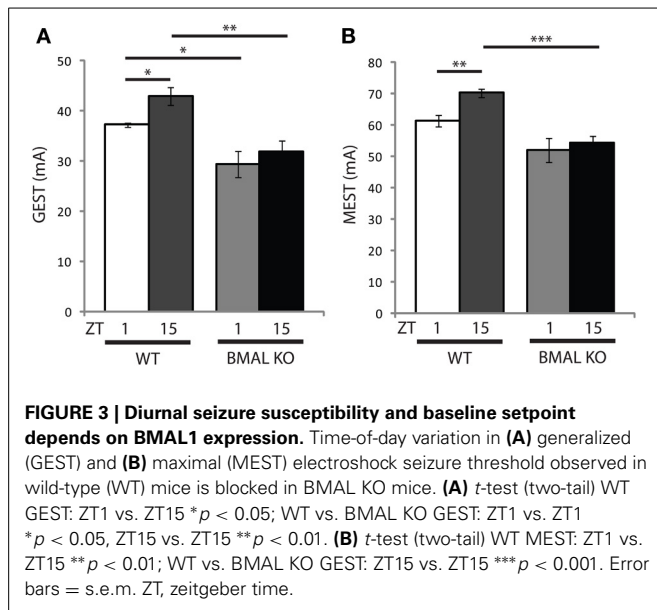 A
**
*
*
GEST (mA)
50
40
30
20
10
0
ZT 1 15 1 15
WT BMAL KO
B
***
**
MEST (mA)
80
70
60
50
40
30
20
10
0
ZT 1 15 1 15
WT BMAL KO
FIGURE 3 | Diurnal seizure susceptibility and baseline setpoint
depends on BMAL1 expression. Time-of-day variation in (A) generalized
(GEST) and (B) maximal (MEST) electroshock seizure threshold observed in
wild-type (WT) mice is blocked in BMAL KO mice. (A) t-test (two-tail) WT
GEST: ZT1 vs. ZT15 *p < 0.05; WT vs. BMAL KO GEST: ZT1 vs. ZT1
*p < 0.05, ZT15 vs. ZT15 **p < 0.01. (B) t-test (two-tail) WT MEST: ZT1 vs.
ZT15 **p < 0.01; WT vs. BMAL KO GEST: ZT15 vs. ZT15 ***p < 0.001. Error
bars = s.e.m. ZT, zeitgeber time.